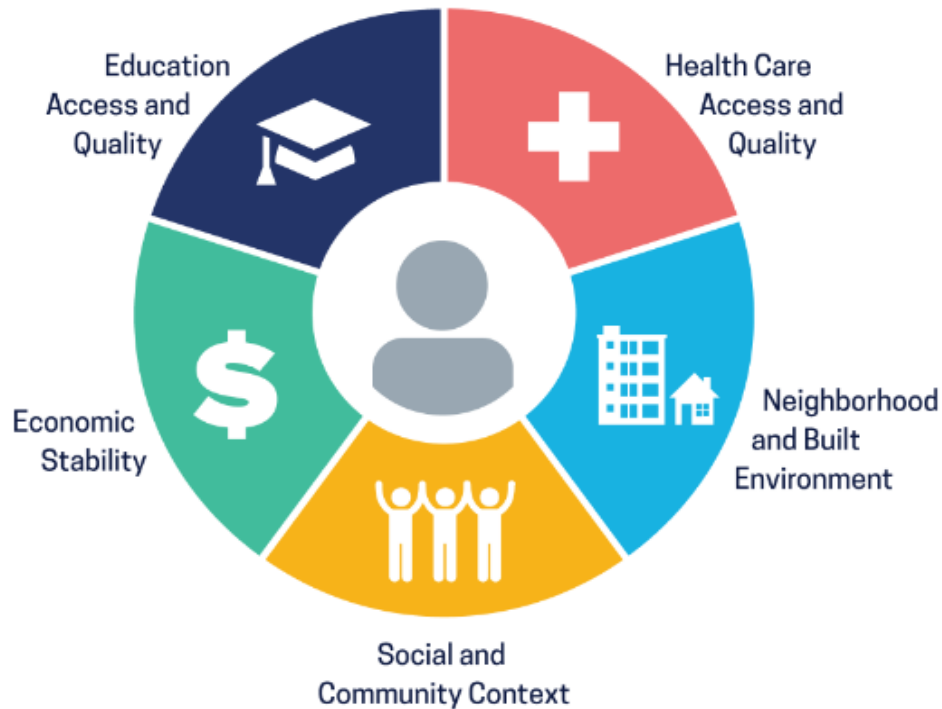 Education
Access and
Quality
Health Care
Access and
Quality
Economic
Stability
Neighborhood
and Built
Environment
Social and
Community Context